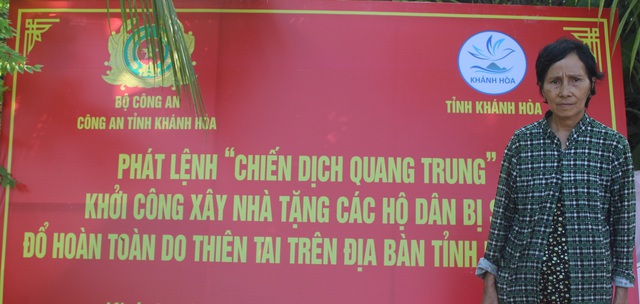 BỘ CÔNG AN
CÔNG AN TỈNH KHÁNH HÒA
KHÁNH HÒA
TỈNH KHÁNH HÒA
PHÁT LỆNH “CHIẾN DỊCH QUANG TRUNG”
KHỞI CÔNG XÂY NHÀ TẶNG CÁC HỘ DÂN BỊ
ĐỔ HOÀN TOÀN DO THIÊN TAI TRÊN ĐỊA BÀN TỈNH